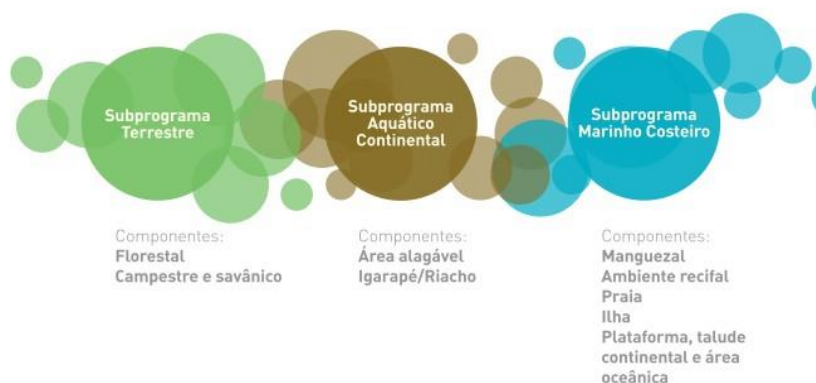 Subprograma
Terrestre
Subprograma
Aquático
Continental
Subprograma
Marinho Costeiro
Componentes:
Florestal
Campestre e savânico
Componentes:
Área alagável
Igarapé/Riacho
Componentes:
Manguezal
Ambiente recifal
Praia
Ilha
Plataforma, talude
continental e área
oceânica